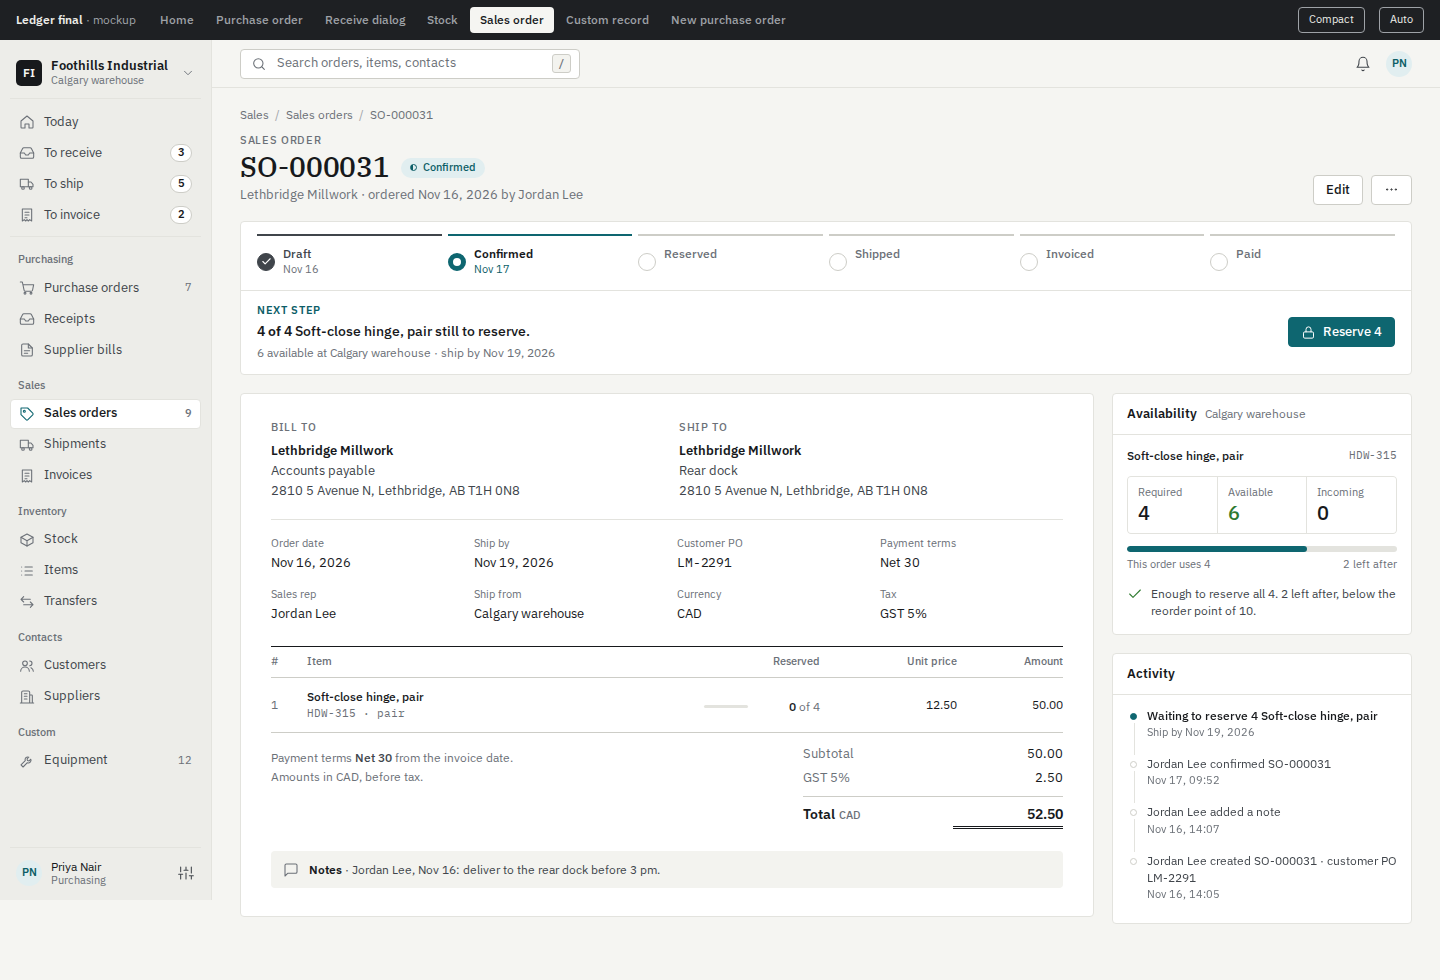 Ledger final · mockup Home Purchase order Receive dialog Stock Sales order Custom record New purchase order Compact Auto
FI Foothills Industrial
Calgary warehouse
Search orders, items, contacts /
PN
Today
To receive 3
To ship 5
To invoice 2
Purchasing
Purchase orders 7
Receipts
Supplier bills
Sales
Sales orders 9
Shipments
Invoices
Inventory
Stock
Items
Transfers
Contacts
Customers
Suppliers
Custom
Equipment 12
PN Priya Nair
Purchasing
Sales / Sales orders / SO-000031
SALES ORDER
SO-000031 Confirmed
Lethbridge Millwork · ordered Nov 16, 2026 by Jordan Lee
Edit ···
Draft
Nov 16
Confirmed
Nov 17
Reserved
Shipped
Invoiced
Paid
NEXT STEP
4 of 4 Soft-close hinge, pair still to reserve.
6 available at Calgary warehouse · ship by Nov 19, 2026
Reserve 4
BILL TO
Lethbridge Millwork
Accounts payable
2810 5 Avenue N, Lethbridge, AB T1H 0N8
SHIP TO
Lethbridge Millwork
Rear dock
2810 5 Avenue N, Lethbridge, AB T1H 0N8
Order date Ship by Customer PO Payment terms
Nov 16, 2026 Nov 19, 2026 LM-2291 Net 30
Sales rep Ship from Currency Tax
Jordan Lee Calgary warehouse CAD GST 5%
# Item Reserved Unit price Amount
1 Soft-close hinge, pair 0 of 4 12.50 50.00
HDW-315 · pair
Payment terms Net 30 from the invoice date.
Amounts in CAD, before tax.
Subtotal 50.00
GST 5% 2.50
Total CAD 52.50
Notes · Jordan Lee, Nov 16: deliver to the rear dock before 3 pm.
Availability Calgary warehouse
Soft-close hinge, pair HDW-315
Required Available Incoming
4 6 0
This order uses 4 2 left after
Enough to reserve all 4. 2 left after, below the
reorder point of 10.
Activity
Waiting to reserve 4 Soft-close hinge, pair
Ship by Nov 19, 2026
Jordan Lee confirmed SO-000031
Nov 17, 09:52
Jordan Lee added a note
Nov 16, 14:07
Jordan Lee created SO-000031 · customer PO
LM-2291
Nov 16, 14:05